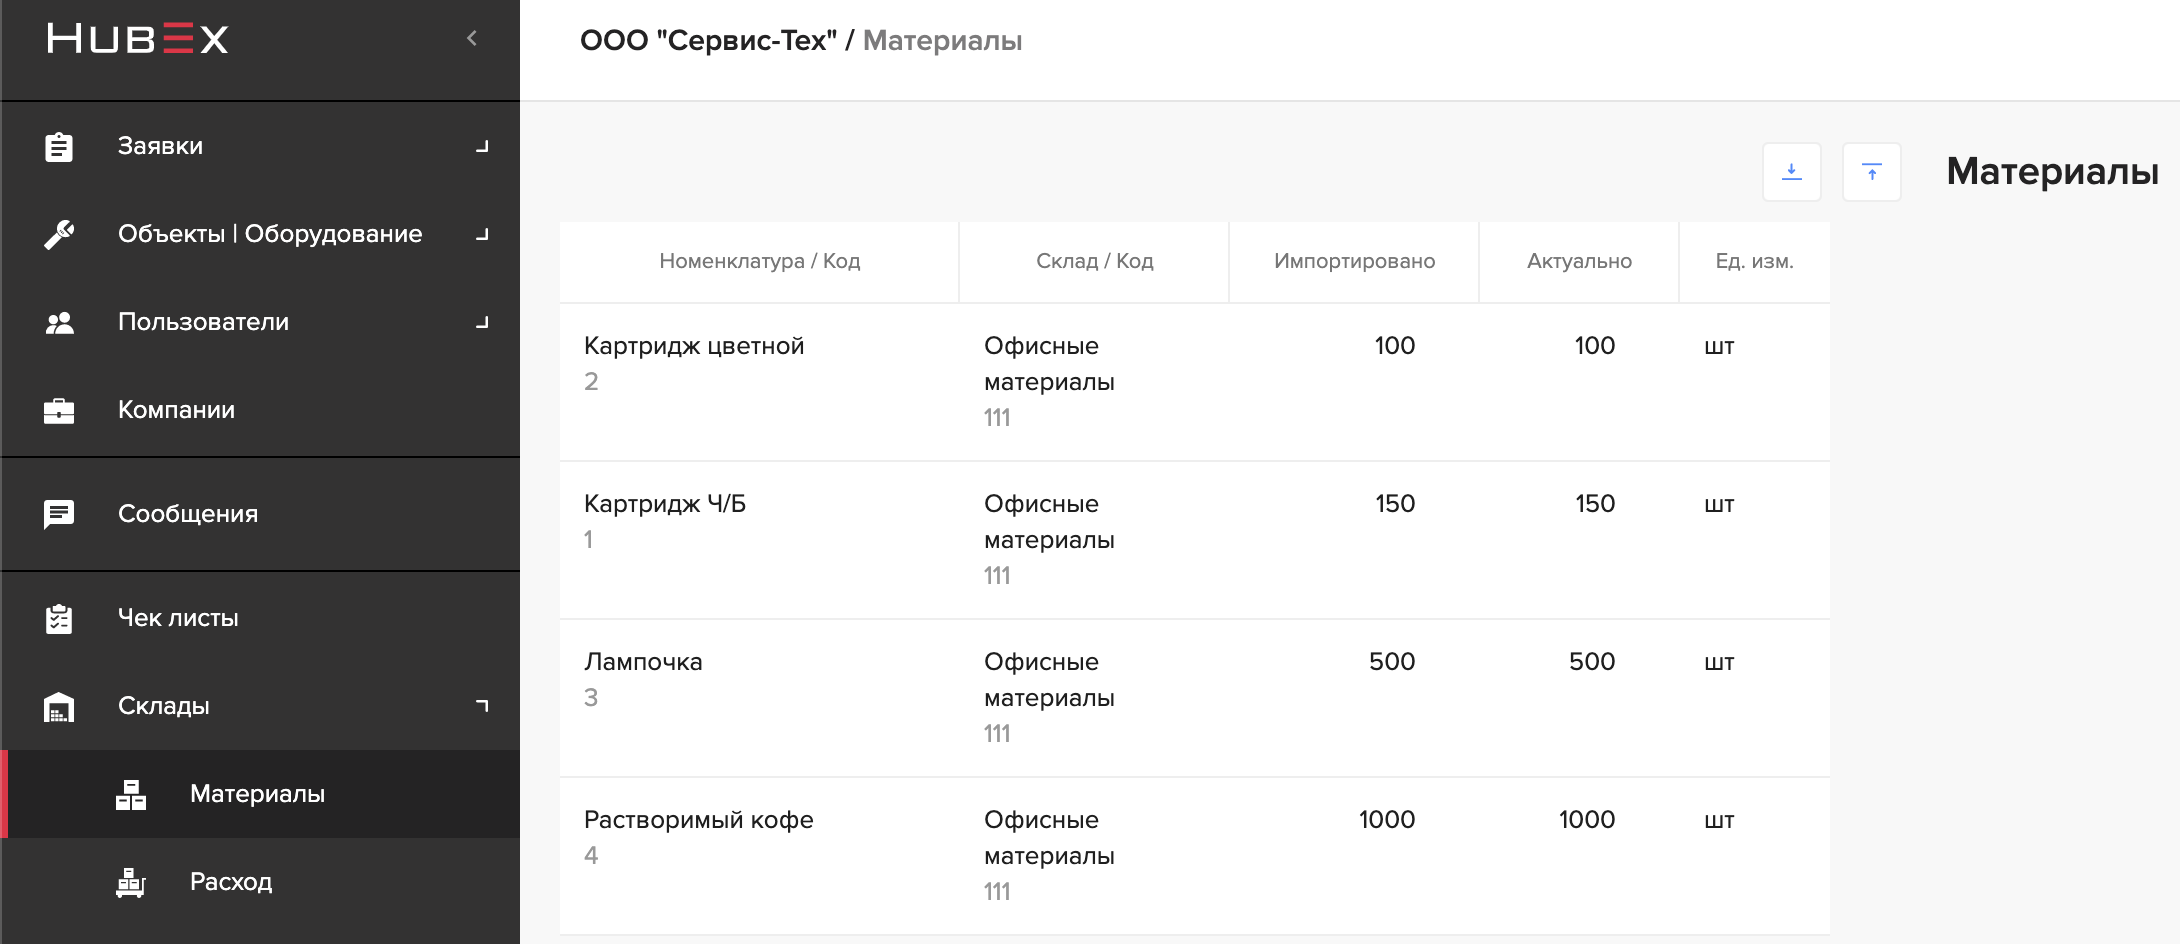 HUBEX
Заявки
Объекты | Оборудование
Пользователи
Компании
Сообщения
Чек листы
Склады
Материалы
Расход
ООО "Сервис-Тех" / Материалы
Материалы
Номенклатура / Код
Склад / Код
Импортировано
Актуально
Ед. изм.
Картридж цветной
2
Офисные
материалы
111
100
100
шт
Картридж Ч/Б
1
Офисные
материалы
111
150
150
шт
Лампочка
3
Офисные
материалы
111
500
500
шт
Растворимый кофе
4
Офисные
материалы
111
1000
1000
шт